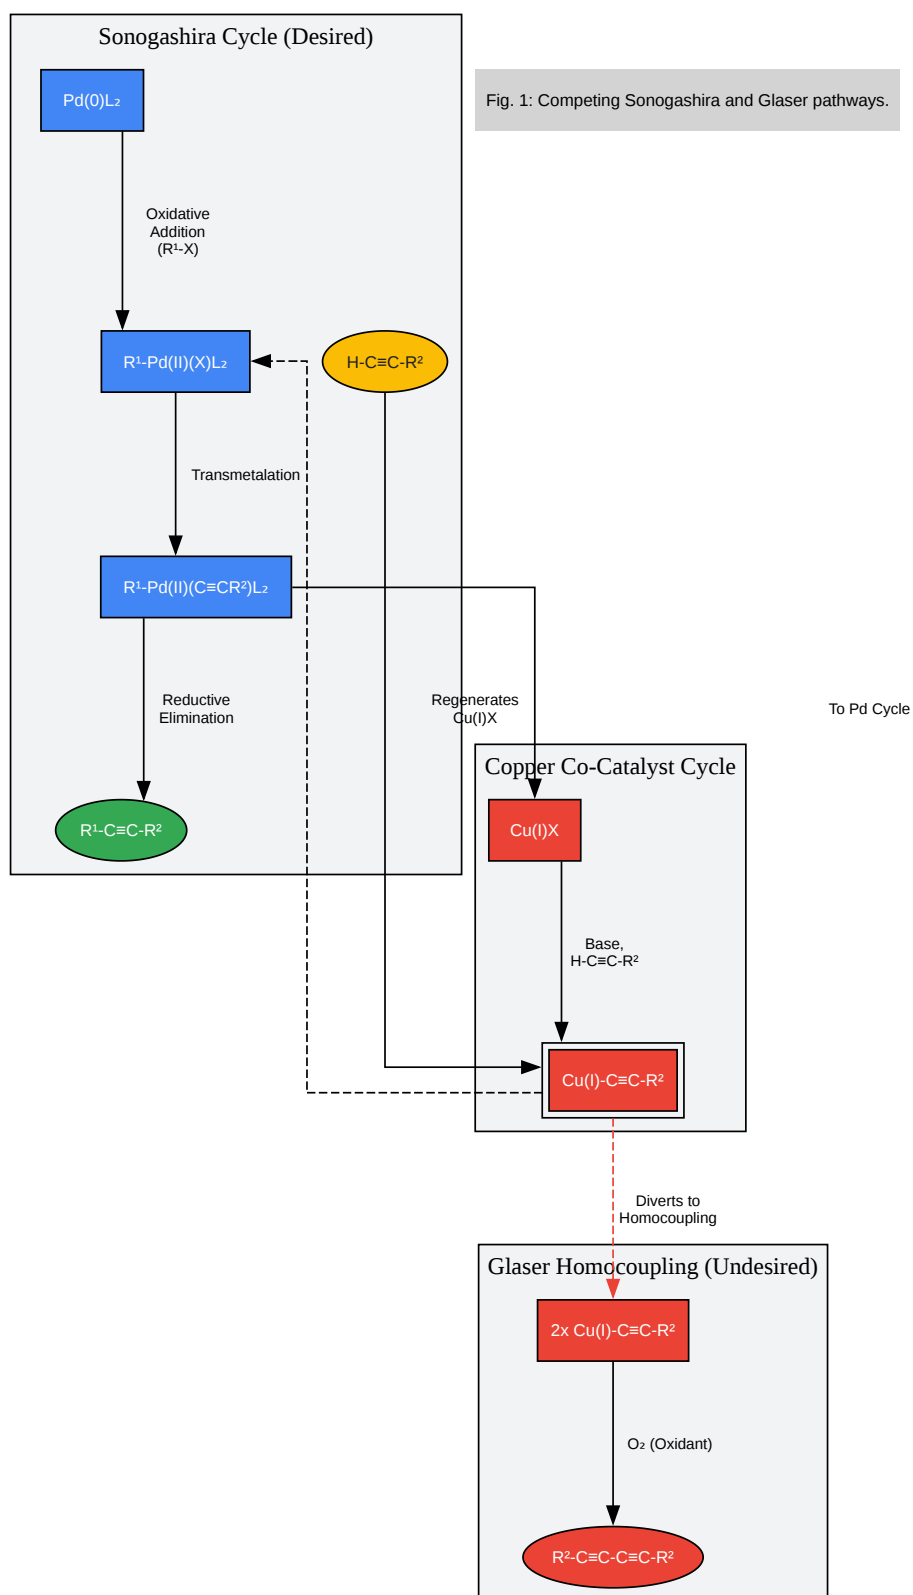 Sonogashira Cycle (Desired)
Pd(0)L₂
Fig. 1: Competing Sonogashira and Glaser pathways.
Oxidative
Addition
(R¹-X)
R¹-Pd(II)(X)L₂
H-C≡C-R²
Transmetalation
R¹-Pd(II)(C≡CR²)L₂
Reductive
Elimination
Regenerates
Cu(I)X
To Pd Cycle
Copper Co-Catalyst Cycle
R¹-C≡C-R²
Cu(I)X
Base,
H-C≡C-R²
Cu(I)-C≡C-R²
Diverts to
Homocoupling
Glaser Homocoupling (Undesired)
2x Cu(I)-C≡C-R²
O₂ (Oxidant)
R²-C≡C-C≡C-R²